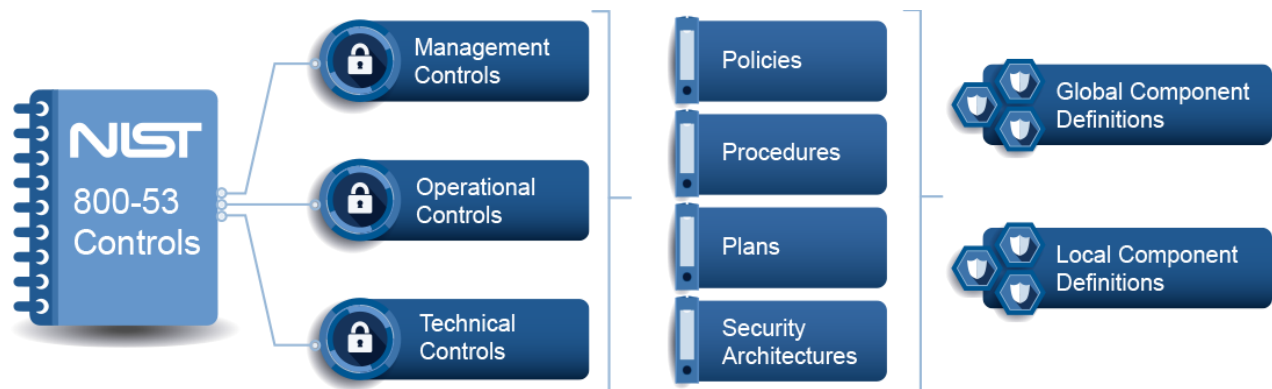 NIST
800-53
Controls
Management
Controls
Operational
Controls
Technical
Controls
Policies
Procedures
Plans
Security
Architectures
Global Component
Definitions
Local Component
Definitions